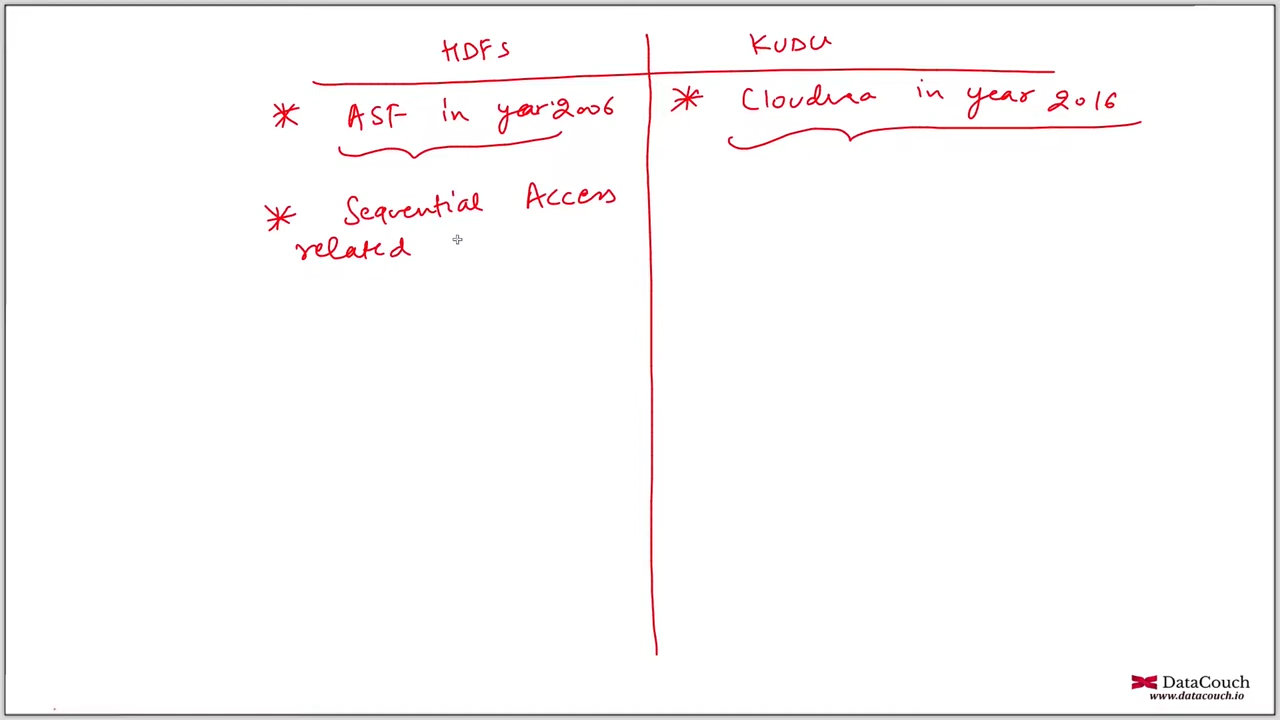 HDFS
KUDU
* ASF in year 2006
* Cloudera in year 2016
* Sequential Access
related
DataCouch
www.datacouch.io